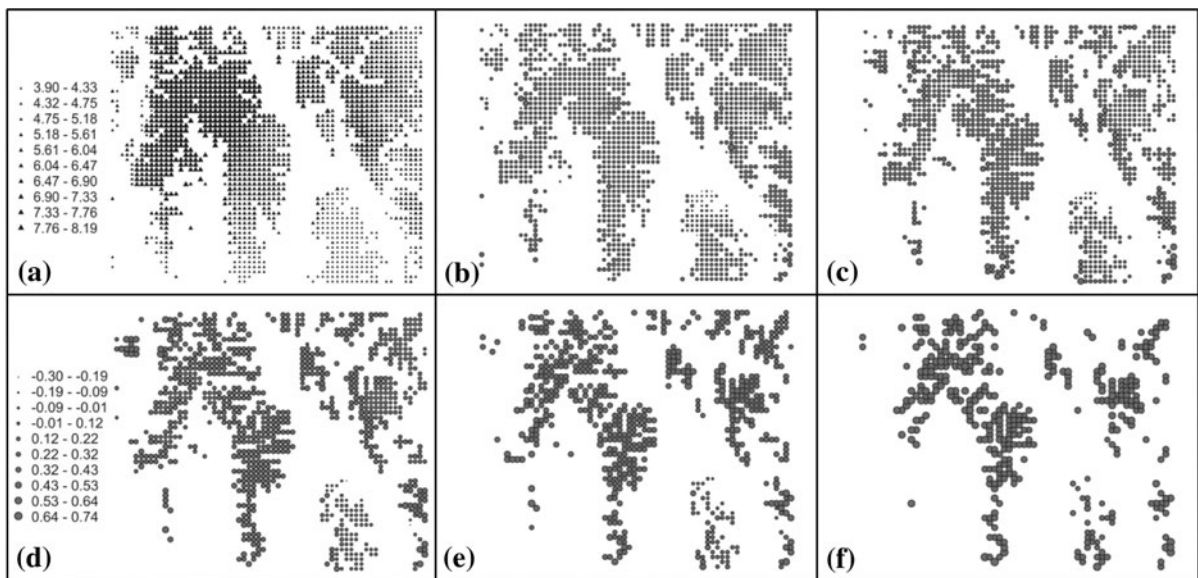 3.90 - 4.33
4.32 - 4.75
4.75 - 5.18
5.18 - 5.61
5.61 - 6.04
6.04 - 6.47
6.47 - 6.90
6.90 - 7.33
7.33 - 7.76
7.76 - 8.19
(a)
(b)
(c)
-0.30 - -0.19
-0.19 - -0.09
-0.09 - -0.01
-0.01 - 0.12
0.12 - 0.22
0.22 - 0.32
0.32 - 0.43
0.43 - 0.53
0.53 - 0.64
0.64 - 0.74
(d)
(e)
(f)